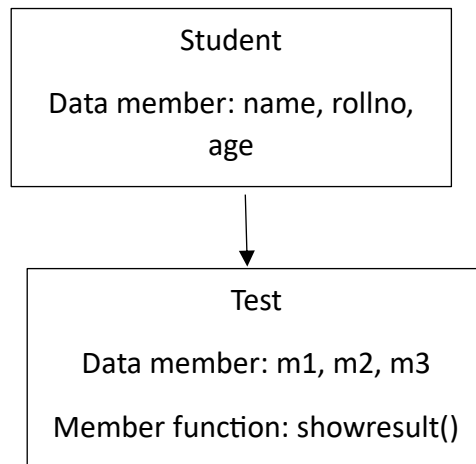 Student
Data member: name, rollno,
age
Test
Data member: m1, m2, m3
Member function: showresult()